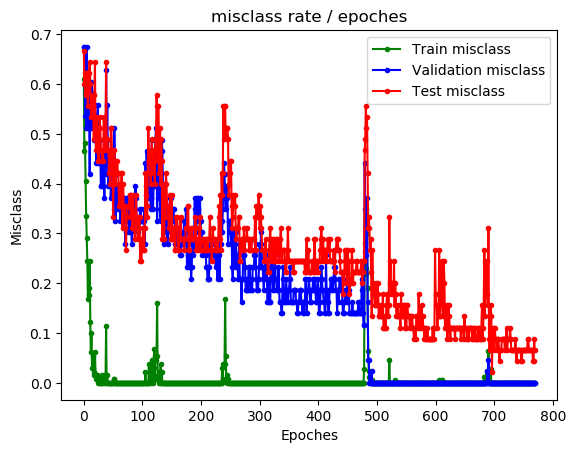 misclass rate / epoches
0.7
0.6
0.5
0.4
0.3
0.2
0.1
0.0
Misclass
Train misclass
Validation misclass
Test misclass
0
100
200
300
400
500
600
700
800
Epoches